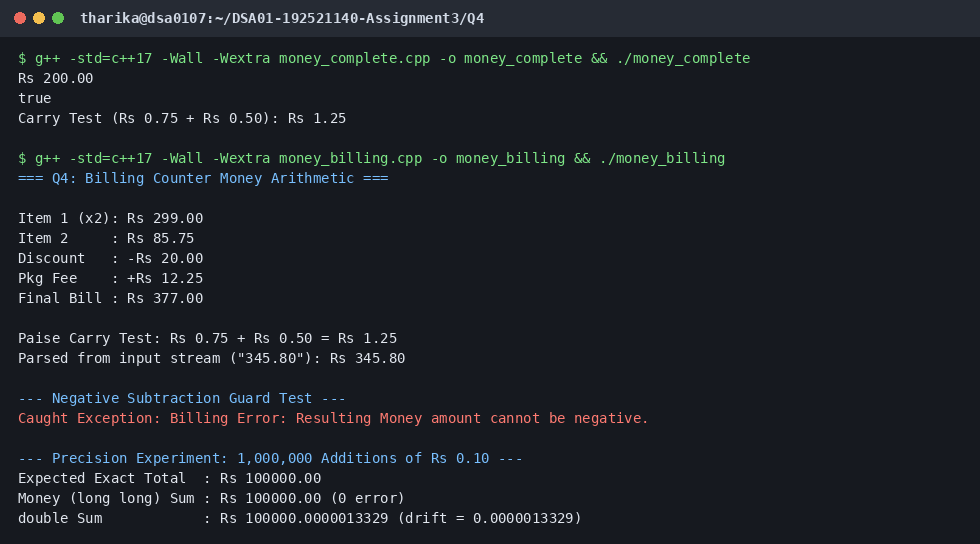 tharika@dsa0107:~/DSA01-192521140-Assignment3/Q4
$ g++ -std=c++17 -Wall -Wextra money_complete.cpp -o money_complete && ./money_complete
Rs 200.00
true
Carry Test (Rs 0.75 + Rs 0.50): Rs 1.25
$ g++ -std=c++17 -Wall -Wextra money_billing.cpp -o money_billing && ./money_billing
=== Q4: Billing Counter Money Arithmetic ===
Item 1 (x2): Rs 299.00
Item 2     : Rs 85.75
Discount   : -Rs 20.00
Pkg Fee    : +Rs 12.25
Final Bill : Rs 377.00
Paise Carry Test: Rs 0.75 + Rs 0.50 = Rs 1.25
Parsed from input stream ("345.80"): Rs 345.80
--- Negative Subtraction Guard Test ---
Caught Exception: Billing Error: Resulting Money amount cannot be negative.
--- Precision Experiment: 1,000,000 Additions of Rs 0.10 ---
Expected Exact Total  : Rs 100000.00
Money (long long) Sum : Rs 100000.00 (0 error)
double Sum            : Rs 100000.0000013329 (drift = 0.0000013329)